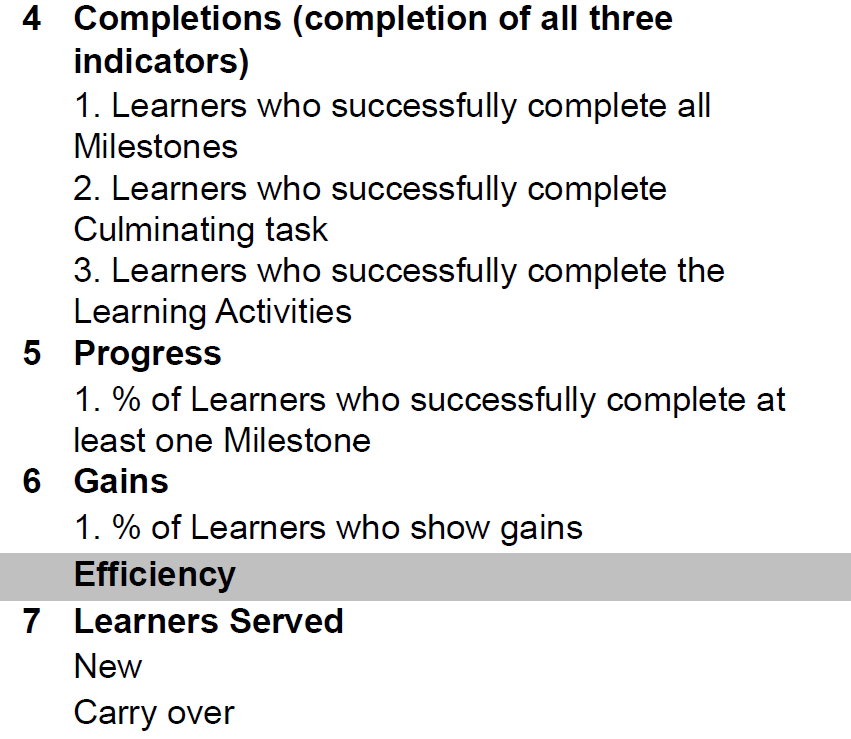 4 Completions (completion of all three
indicators)
1. Learners who successfully complete all
Milestones
2. Learners who successfully complete
Culminating task
3. Learners who successfully complete the
Learning Activities
5 Progress
1. % of Learners who successfully complete at
least one Milestone
6 Gains
1. % of Learners who show gains
Efficiency
7 Learners Served
New
Carry over